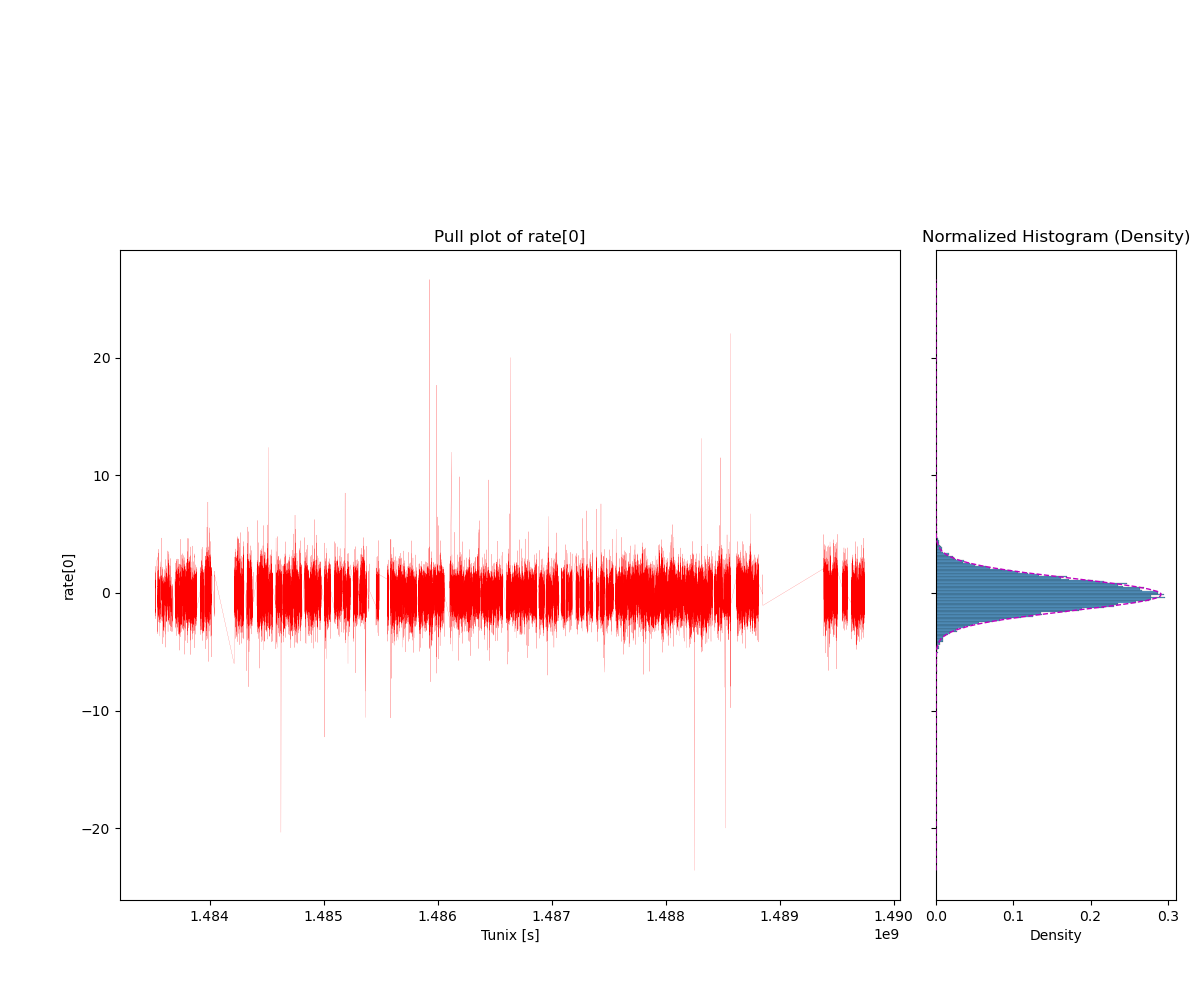 Pull plot of rate[0]
Normalized Histogram (Density)
rate[0]
20
10
0
−10
−20
1.484 1.485 1.486 1.487 1.488 1.489 1.490
1e9
Tunix [s]
0.0 0.1 0.2 0.3
Density